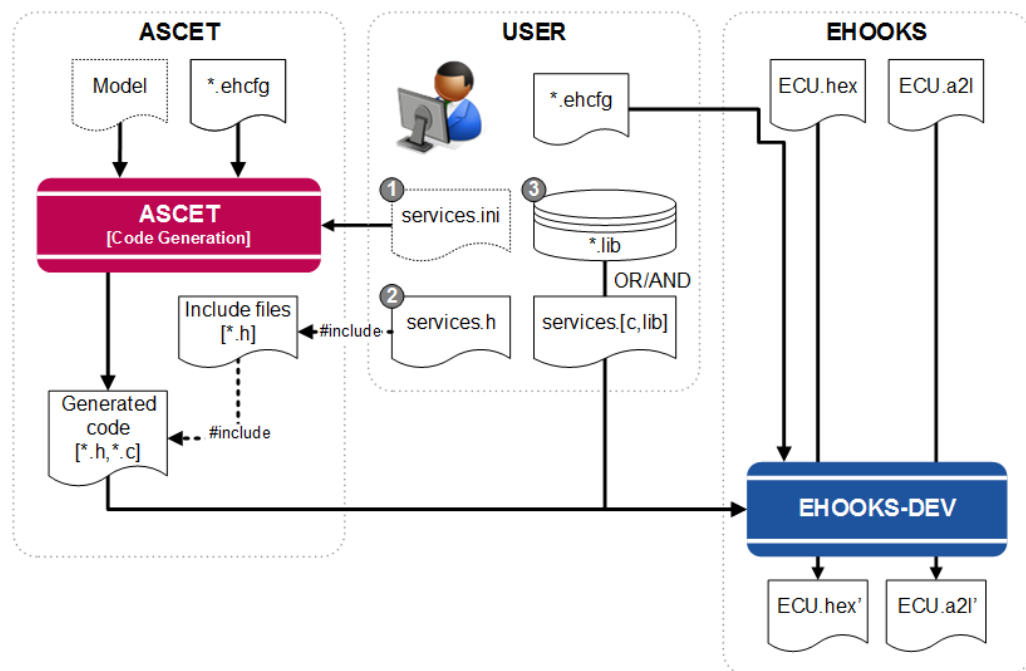 ASCET
USER
EHOOKS
Model
*.ehcfg
*.ehcfg
ECU.hex
ECU.a2l
1
services.ini
3
*.lib
ASCET
[Code Generation]
OR/AND
2
services.h
services.[c,lib]
Include files
[*.h]
#include
Generated
code
[*.h,*.c]
#include
EHOOKS-DEV
ECU.hex’
ECU.a2l’